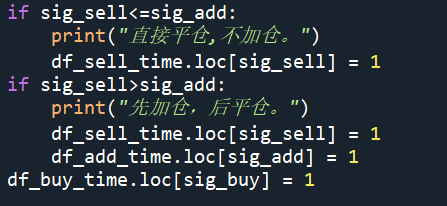 if sig_sell<=sig_add:
    print("直接平仓,不加仓。")
    df_sell_time.loc[sig_sell] = 1
if sig_sell>sig_add:
    print("先加仓，后平仓。")
    df_sell_time.loc[sig_sell] = 1
    df_add_time.loc[sig_add] = 1
df_buy_time.loc[sig_buy] = 1